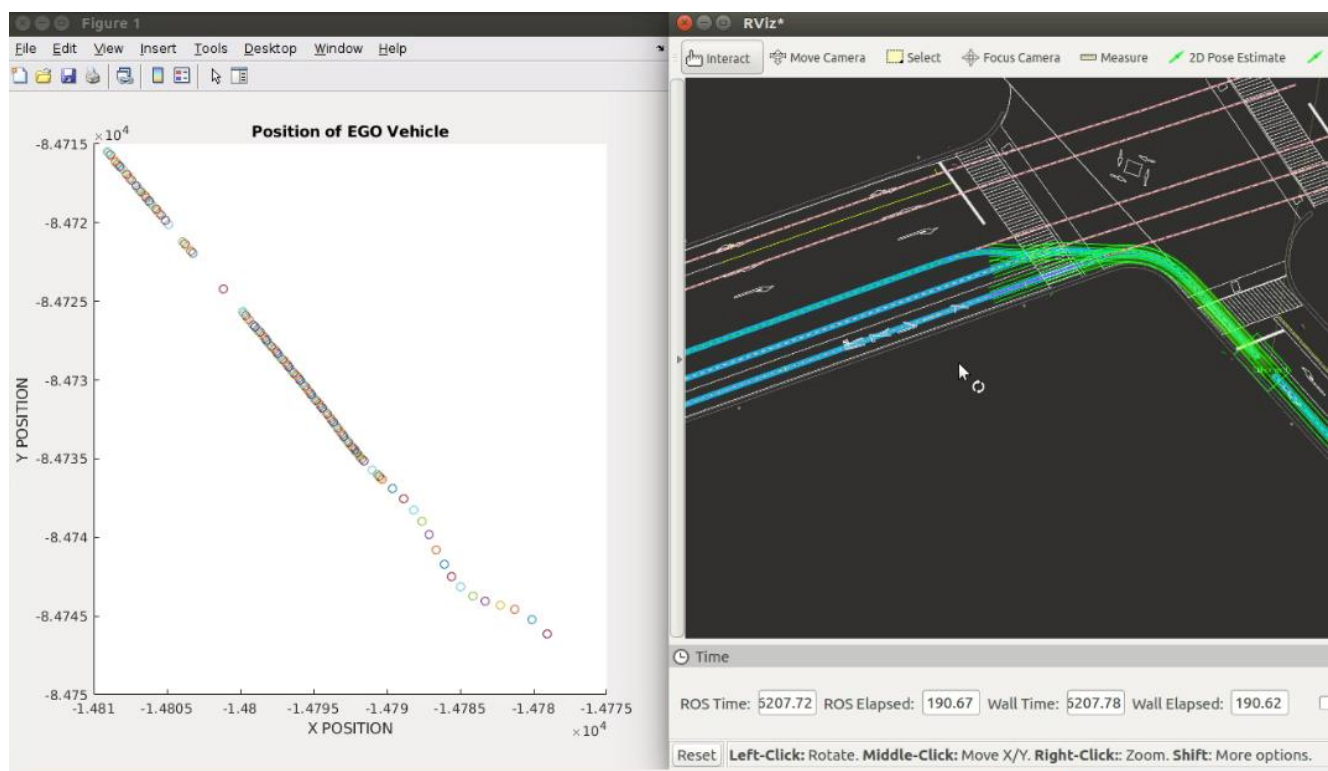 Figure 1
File Edit View Insert Tools Desktop Window Help
Position of EGO Vehicle
×10⁴
-8.4715
-8.472
-8.4725
-8.473
-8.4735
-8.474
-8.4745
-8.475
Y POSITION
-1.481 -1.4805 -1.48 -1.4795 -1.479 -1.4785 -1.478 -1.4775
X POSITION
×10⁴
RViz*
Interact Move Camera Select Focus Camera Measure 2D Pose Estimate
Time
ROS Time: 5207.72 ROS Elapsed: 190.67 Wall Time: 5207.78 Wall Elapsed: 190.62
Reset Left-Click: Rotate. Middle-Click: Move X/Y. Right-Click:: Zoom. Shift: More options.